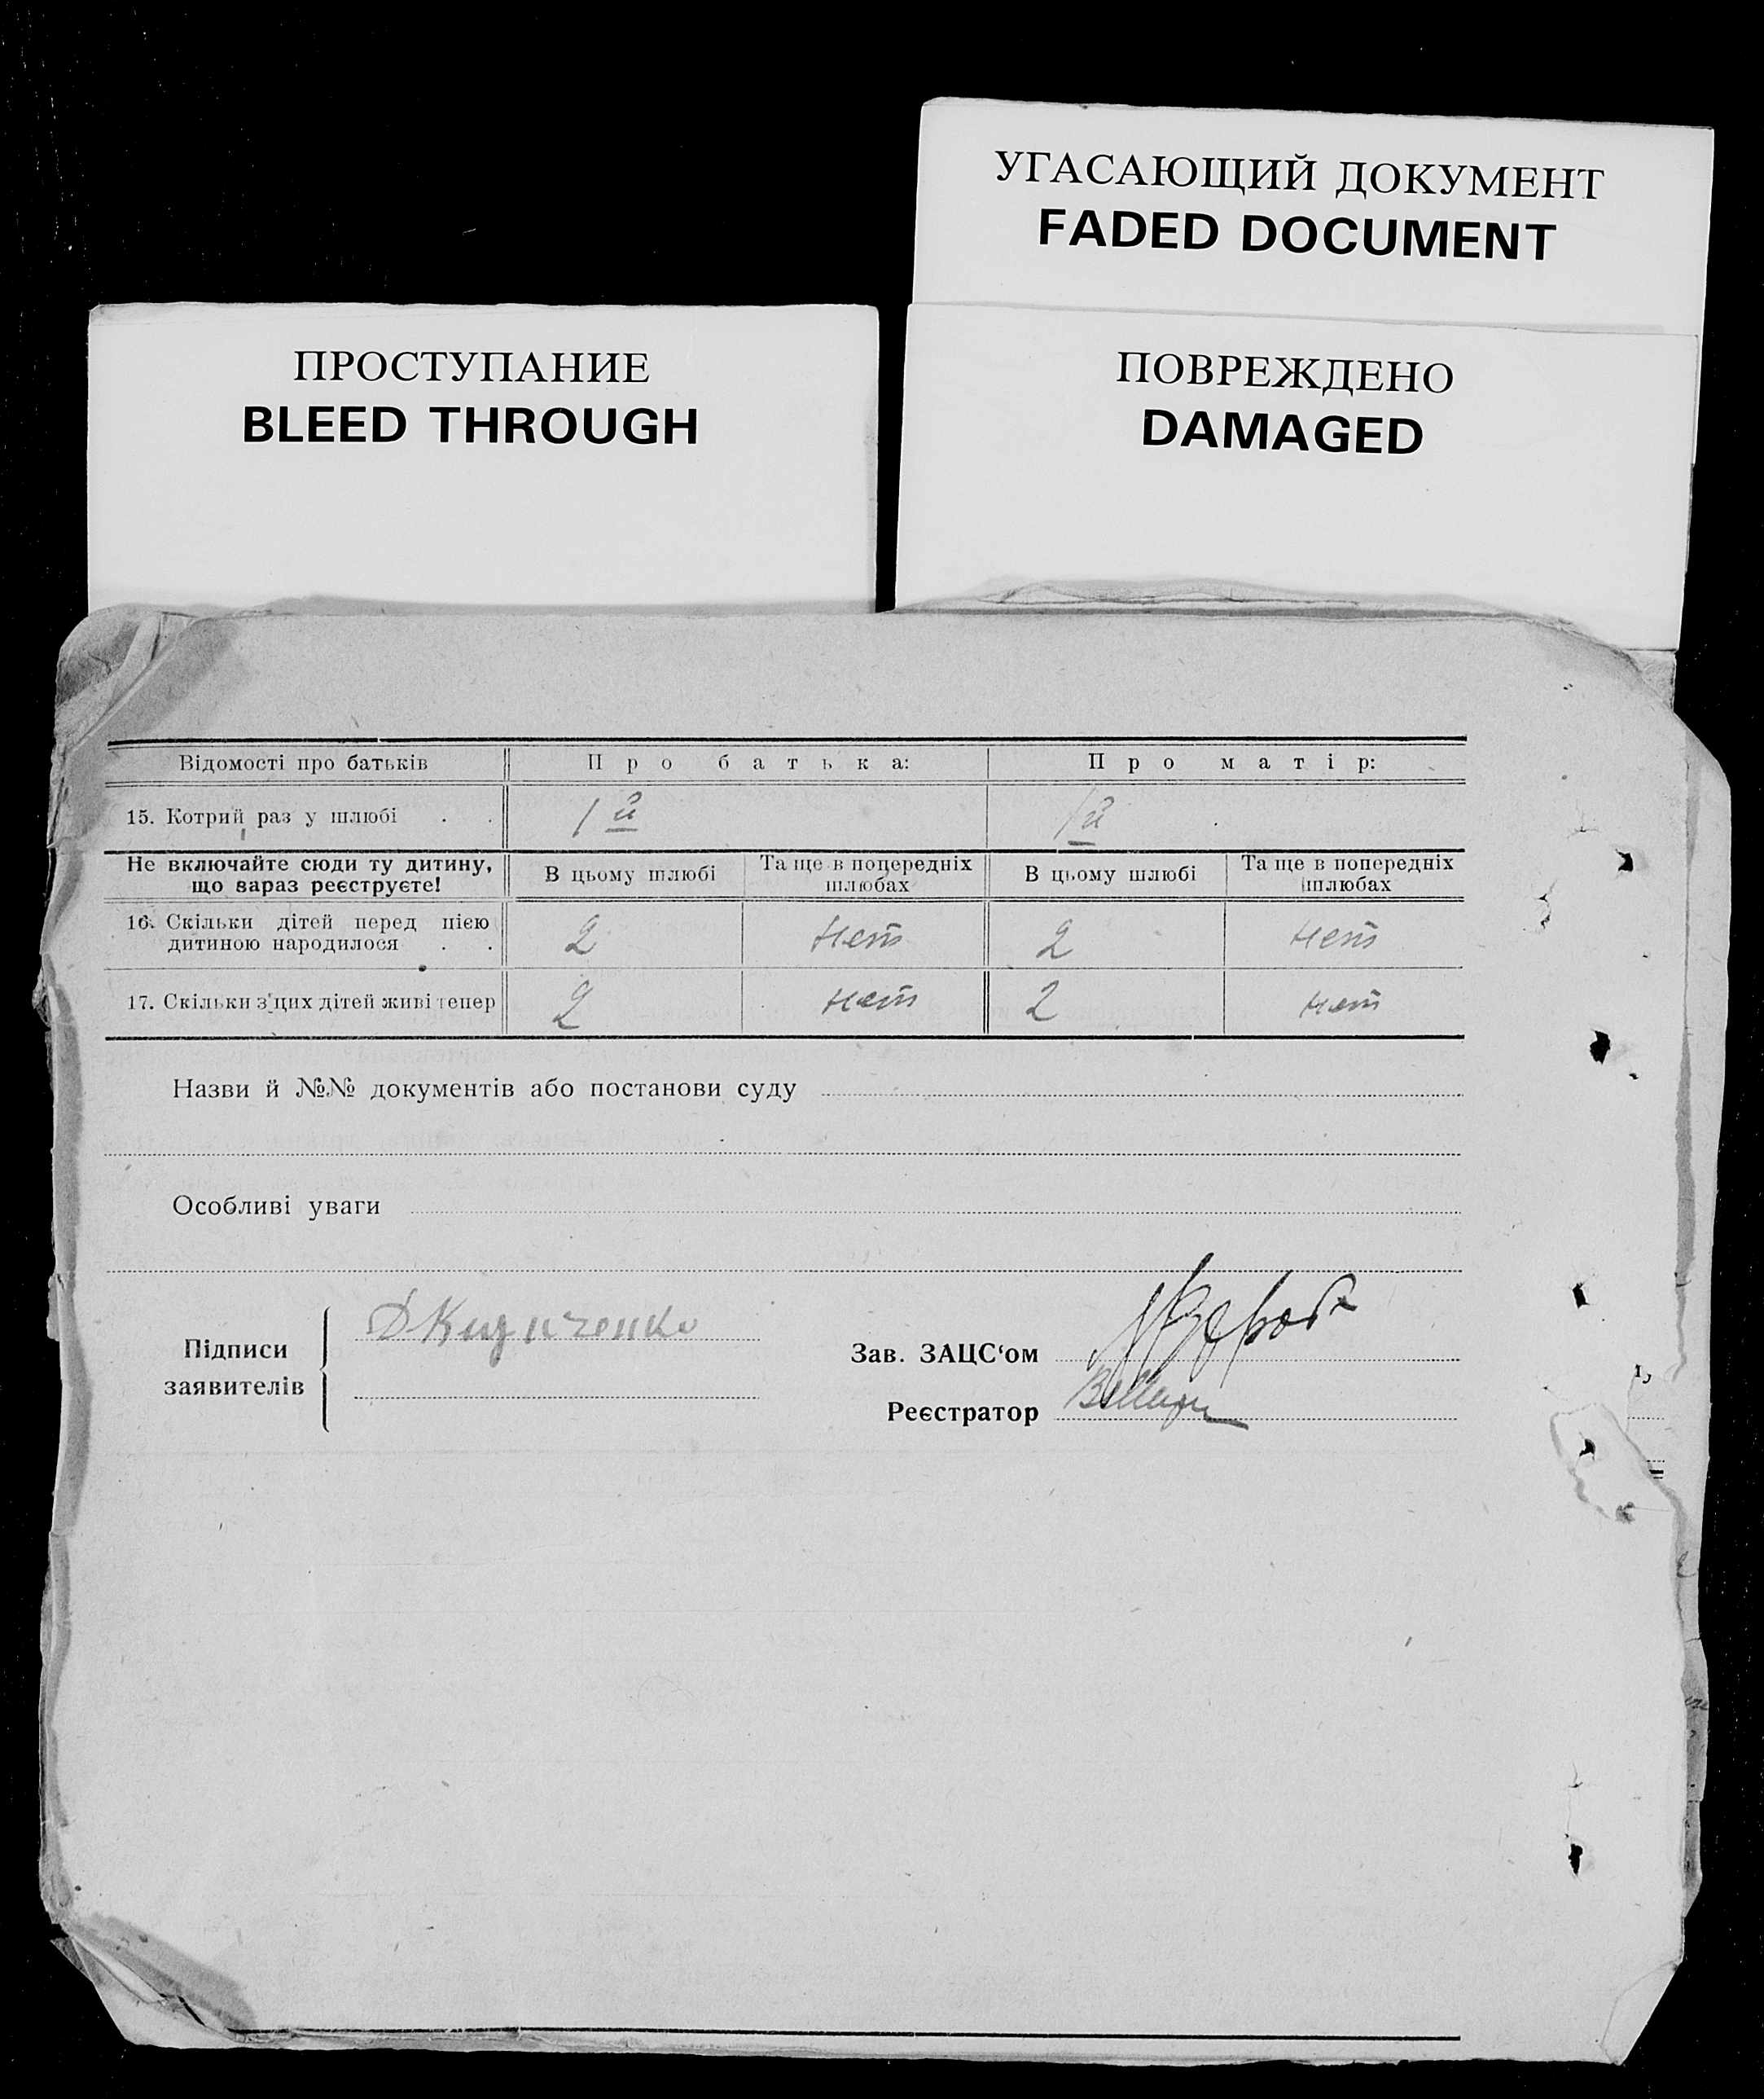 УГАСАЮЩИЙ ДОКУМЕНТ
FADED DOCUMENT
ПРОСТУПАНИЕ
BLEED THROUGH
ПОВРЕЖДЕНО
DAMAGED
Відомості про батьків Про батька: Про матір:
15. Котрий раз у шлюбі . . 1й 1й
Не включайте сюди ту дитину, що вараз реєструєте! В цьому шлюбі Та ще в попередніх шлюбах В цьому шлюбі Та ще в попередніх шлюбах
16. Скільки дітей перед цією
дитиною народилося . . 2 нет 2 нет
17. Скільки з цих дітей живі тепер 2 нет 2 нет
Назви й №№ документів або постанови суду
Особливі уваги
Підписи
заявителів
Зав. ЗАЦС‘ом
Реєстратор